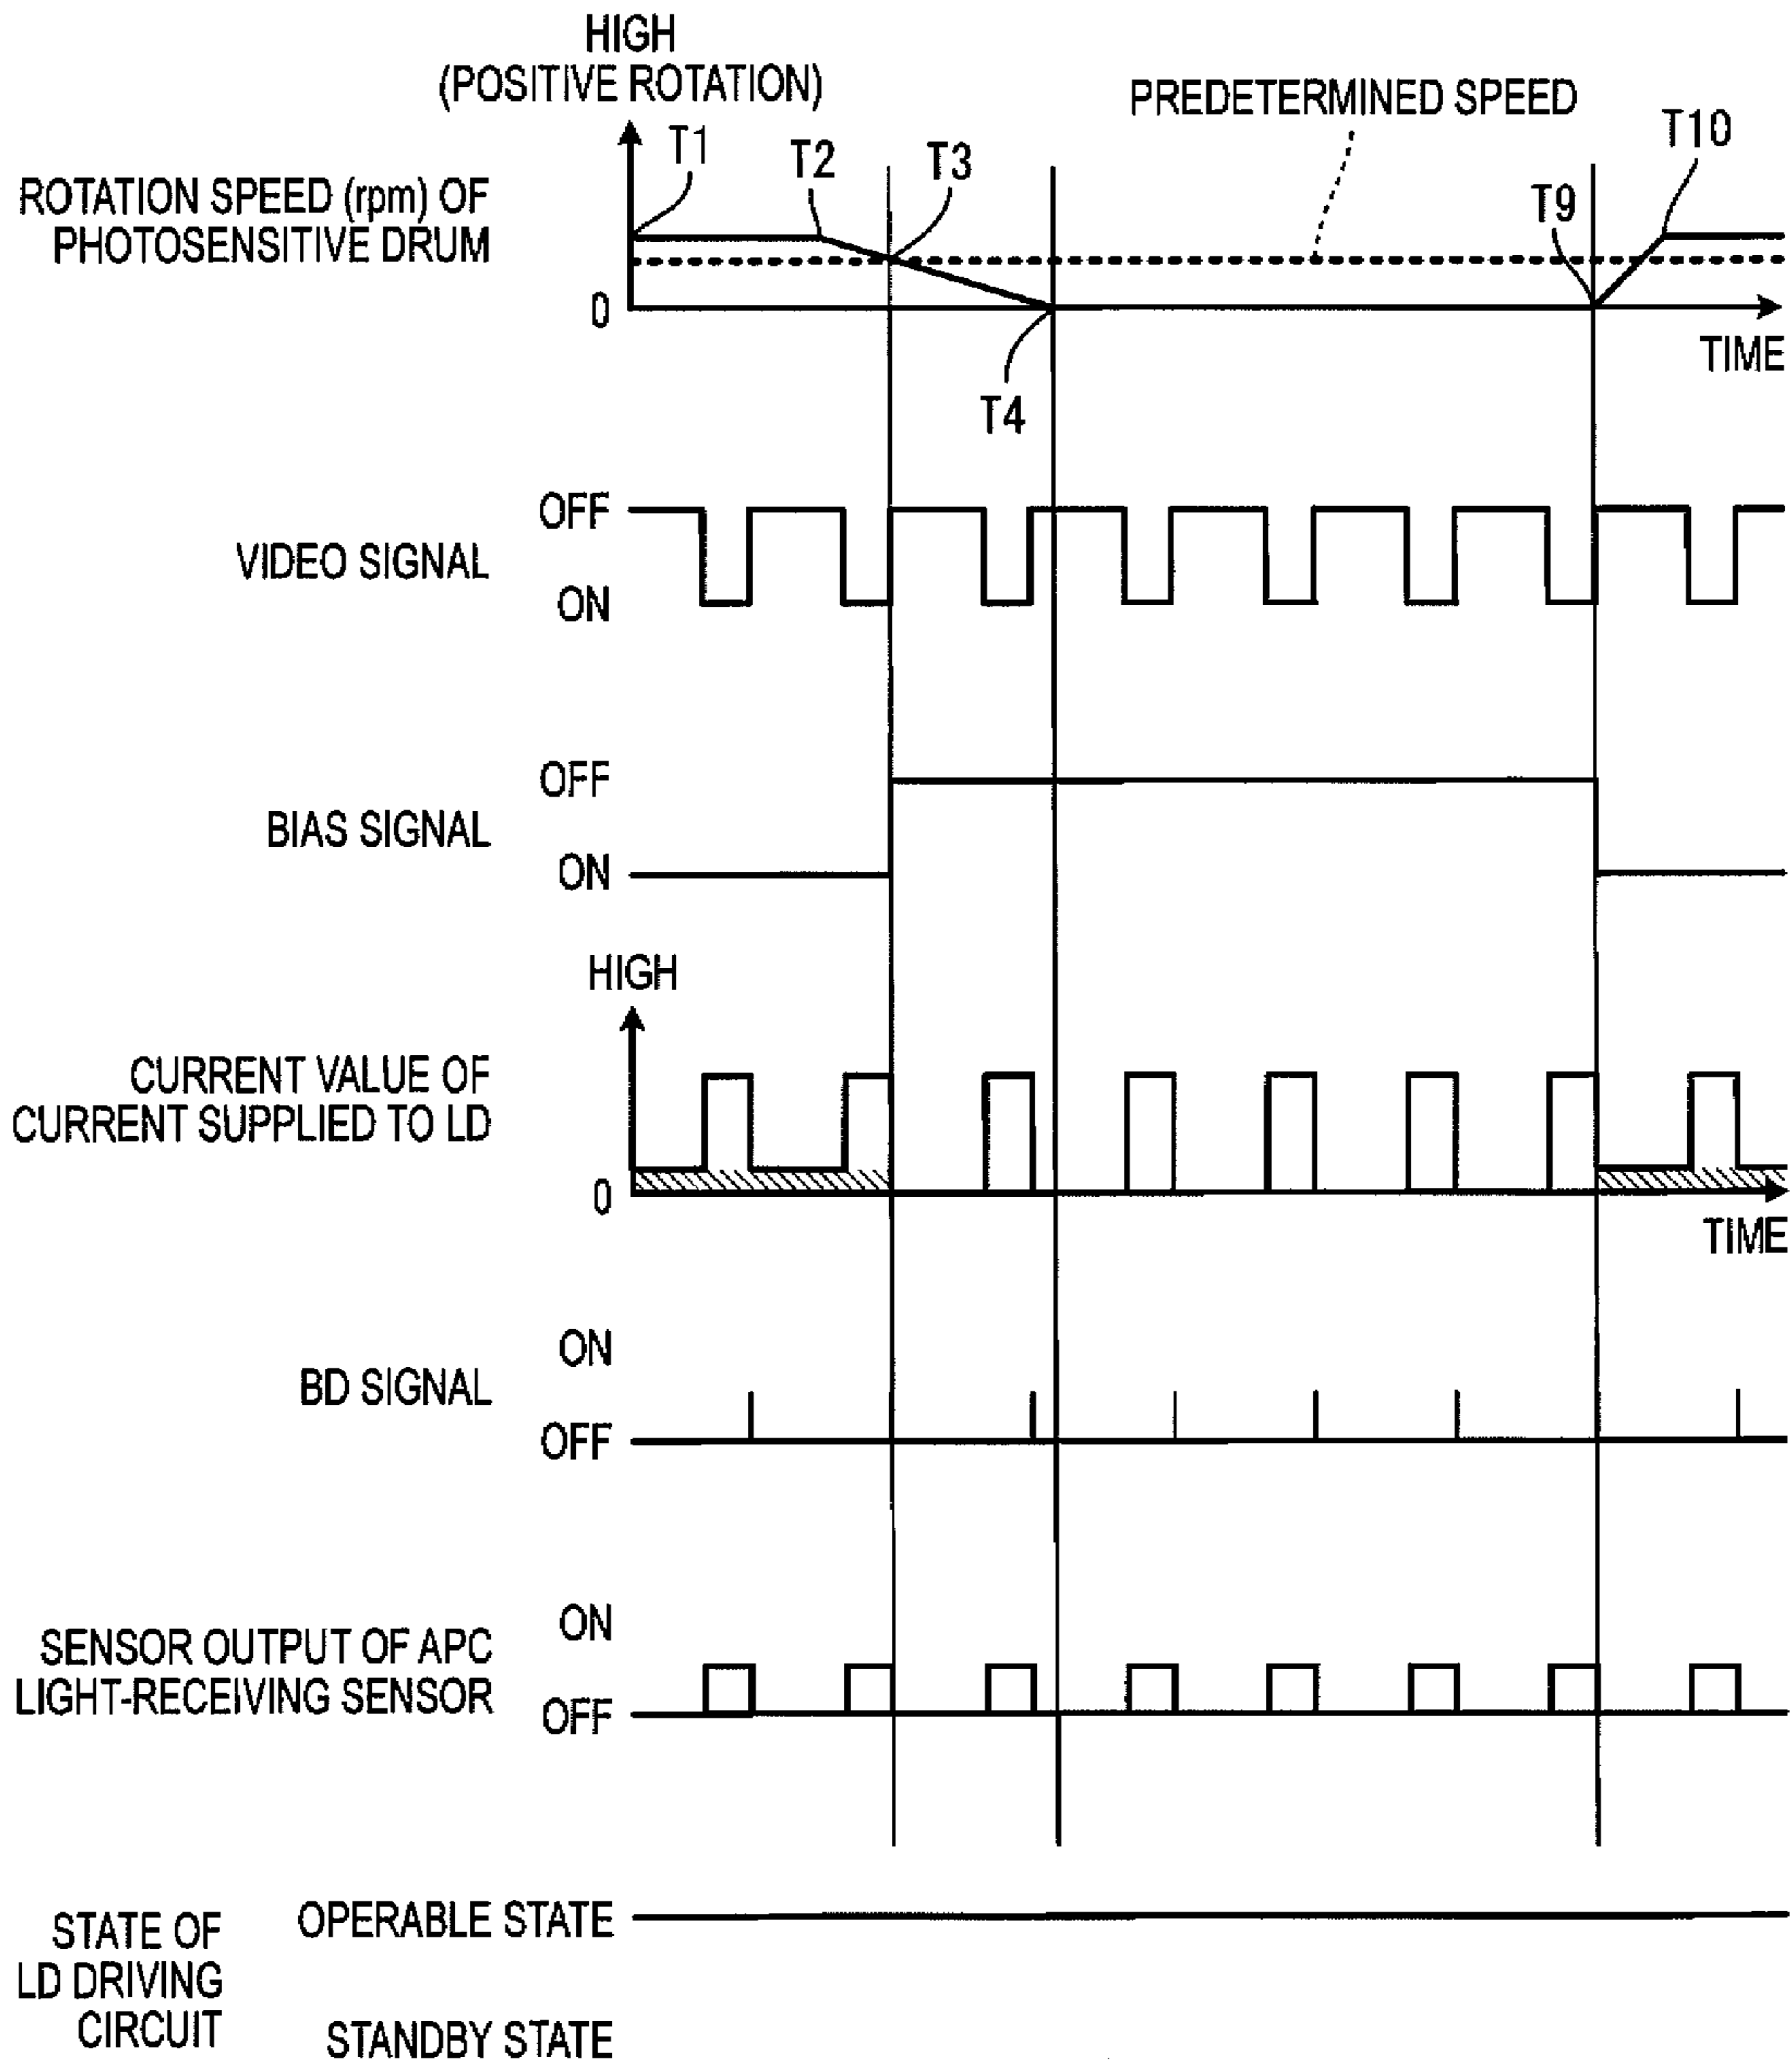 HIGH
(POSITIVE ROTATION)
PREDETERMINED SPEED
T1
T2
T3
T10
ROTATION SPEED (rpm) OF
PHOTOSENSITIVE DRUM
T9
0
TIME
T4
OFF
VIDEO SIGNAL
ON
OFF
BIAS SIGNAL
ON
HIGH
CURRENT VALUE OF
CURRENT SUPPLIED TO LD
0
TIME
ON
BD SIGNAL
OFF
ON
SENSOR OUTPUT OF APC
LIGHT-RECEIVING SENSOR
OFF
STATE OF
LD DRIVING
CIRCUIT
OPERABLE STATE
STANDBY STATE